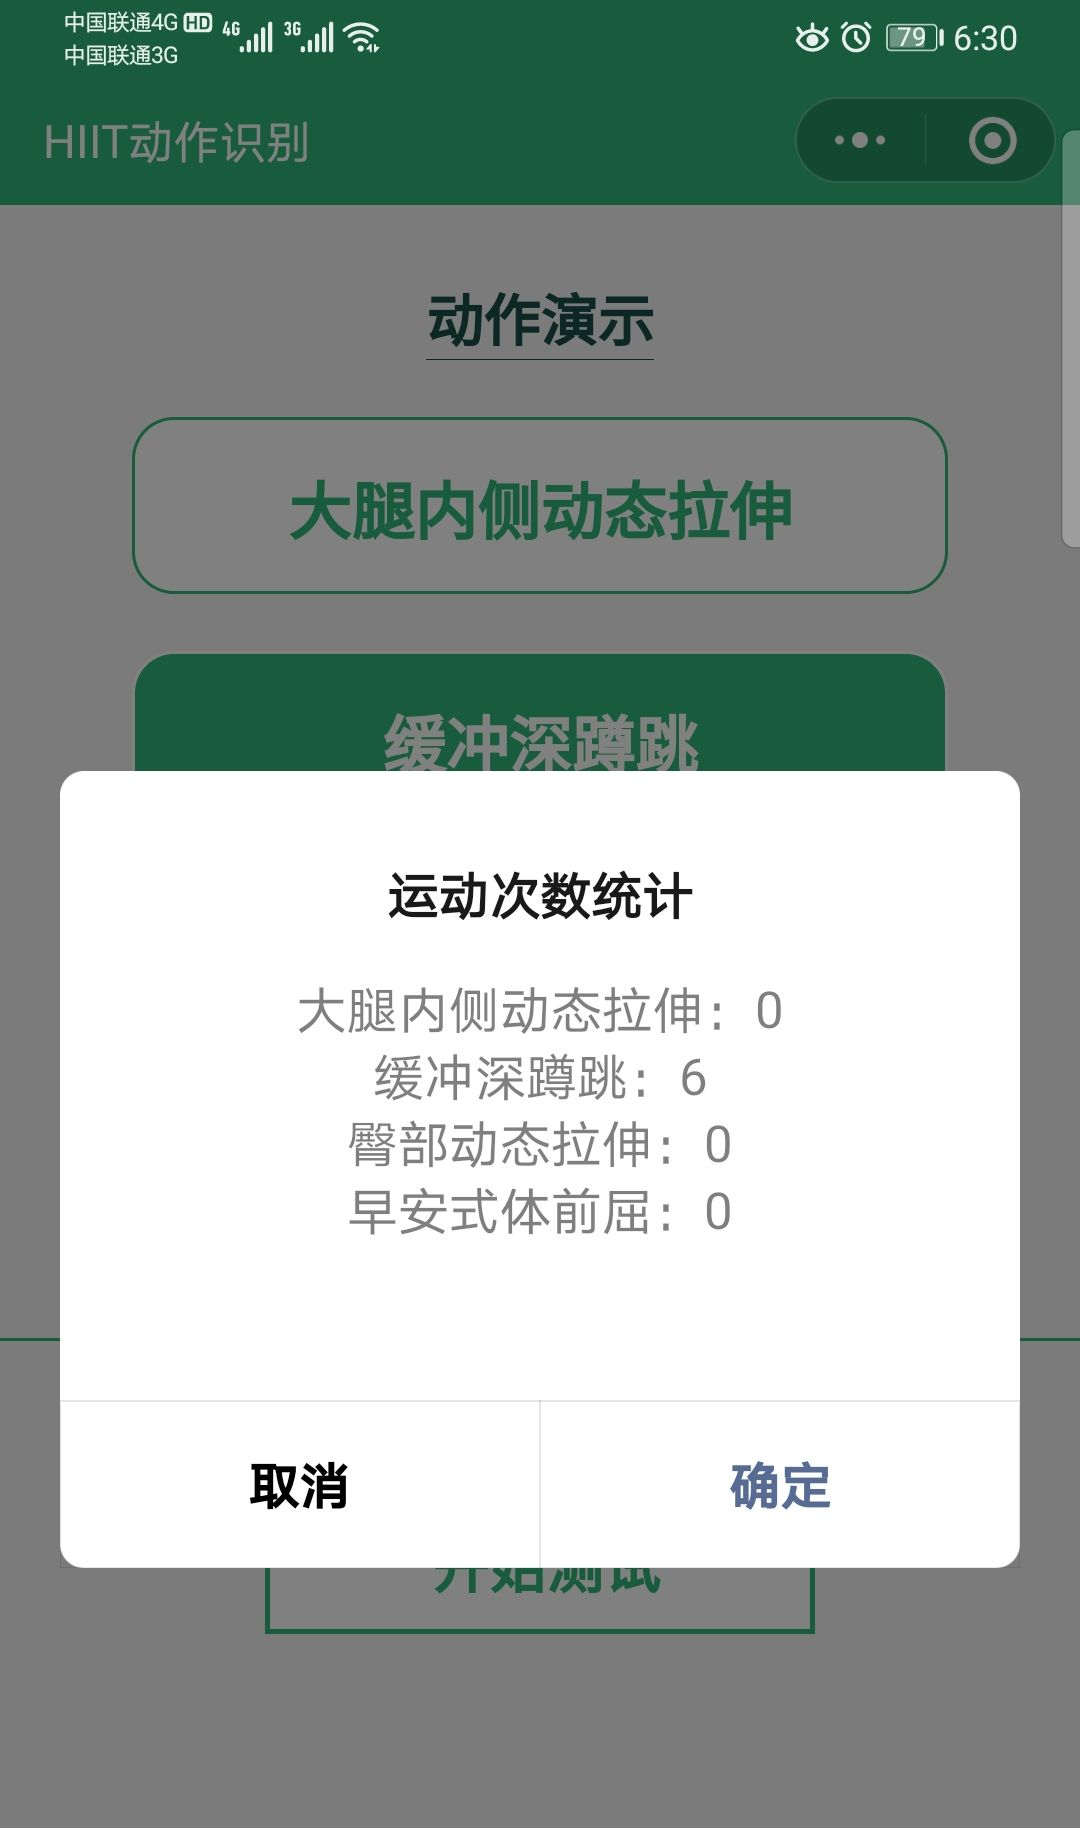 中国联通4G HD 4G 3G 79 6:30
中国联通3G
HIIT动作识别
动作演示
大腿内侧动态拉伸
缓冲深蹲跳
运动次数统计
大腿内侧动态拉伸：0
缓冲深蹲跳：6
臀部动态拉伸：0
早安式体前屈：0
取消 确定
开始测试